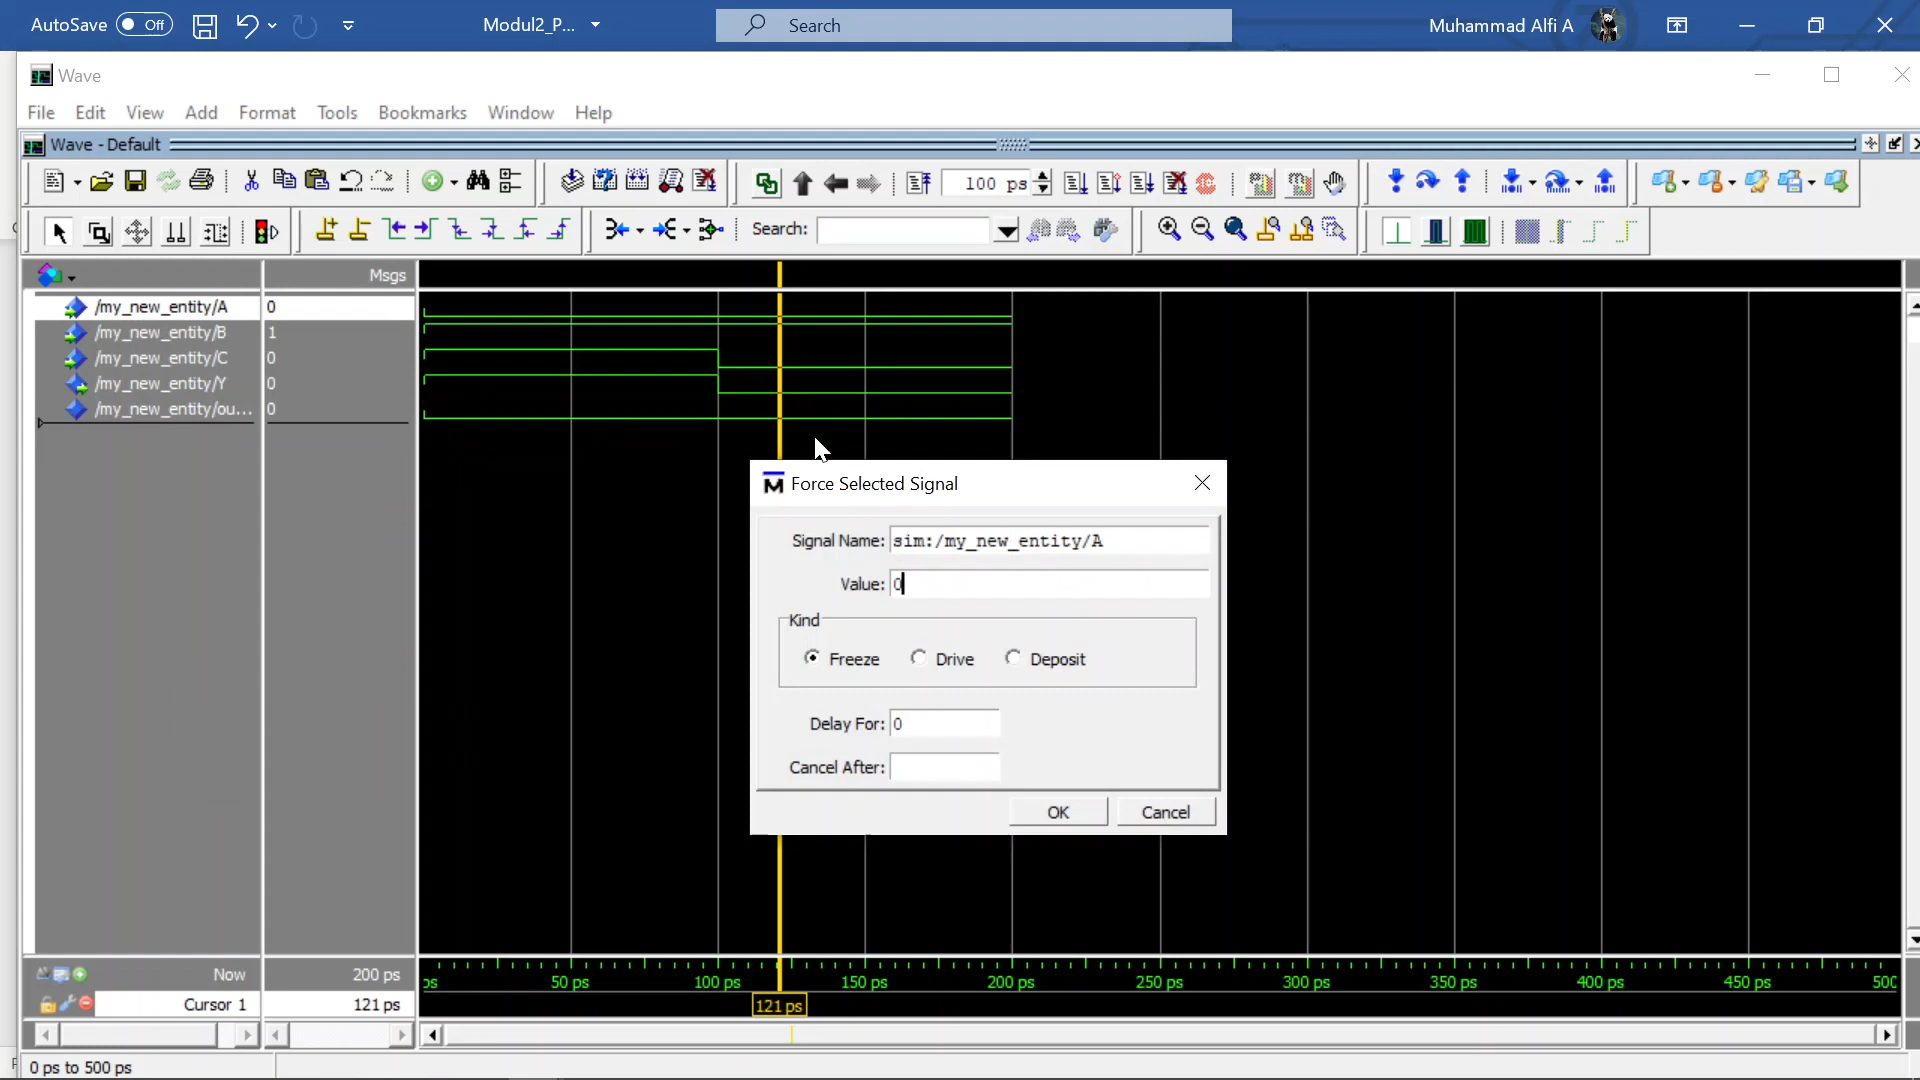 AutoSave Off Modul2_P... Search Muhammad Alfi A
Wave
File Edit View Add Format Tools Bookmarks Window Help
Wave - Default
100 ps
Search:
Msgs
/my_new_entity/A 0
/my_new_entity/B 1
/my_new_entity/C 0
/my_new_entity/Y 0
/my_new_entity/ou... 0
Force Selected Signal
Signal Name: sim:/my_new_entity/A
Value: 0
Kind
Freeze Drive Deposit
Delay For: 0
Cancel After:
OK Cancel
Now 200 ps
ps 50 ps 100 ps 150 ps 200 ps 250 ps 300 ps 350 ps 400 ps 450 ps 500
Cursor 1 121 ps
121 ps
0 ps to 500 ps